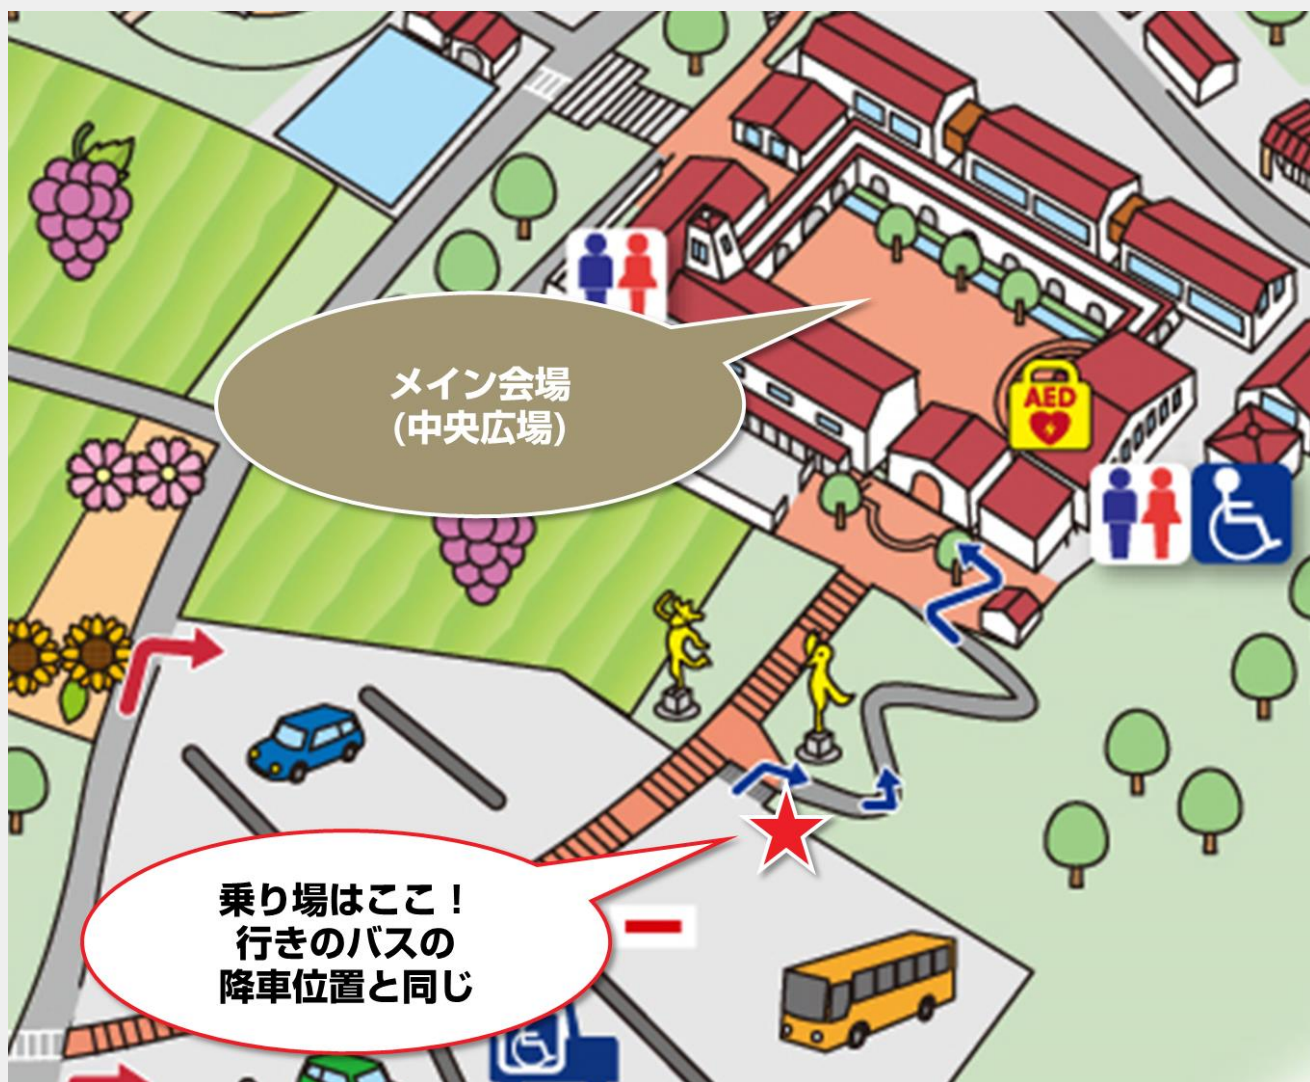 メイン会場
(中央広場)
AED
乗り場はここ！
行きのバスの
降車位置と同じ